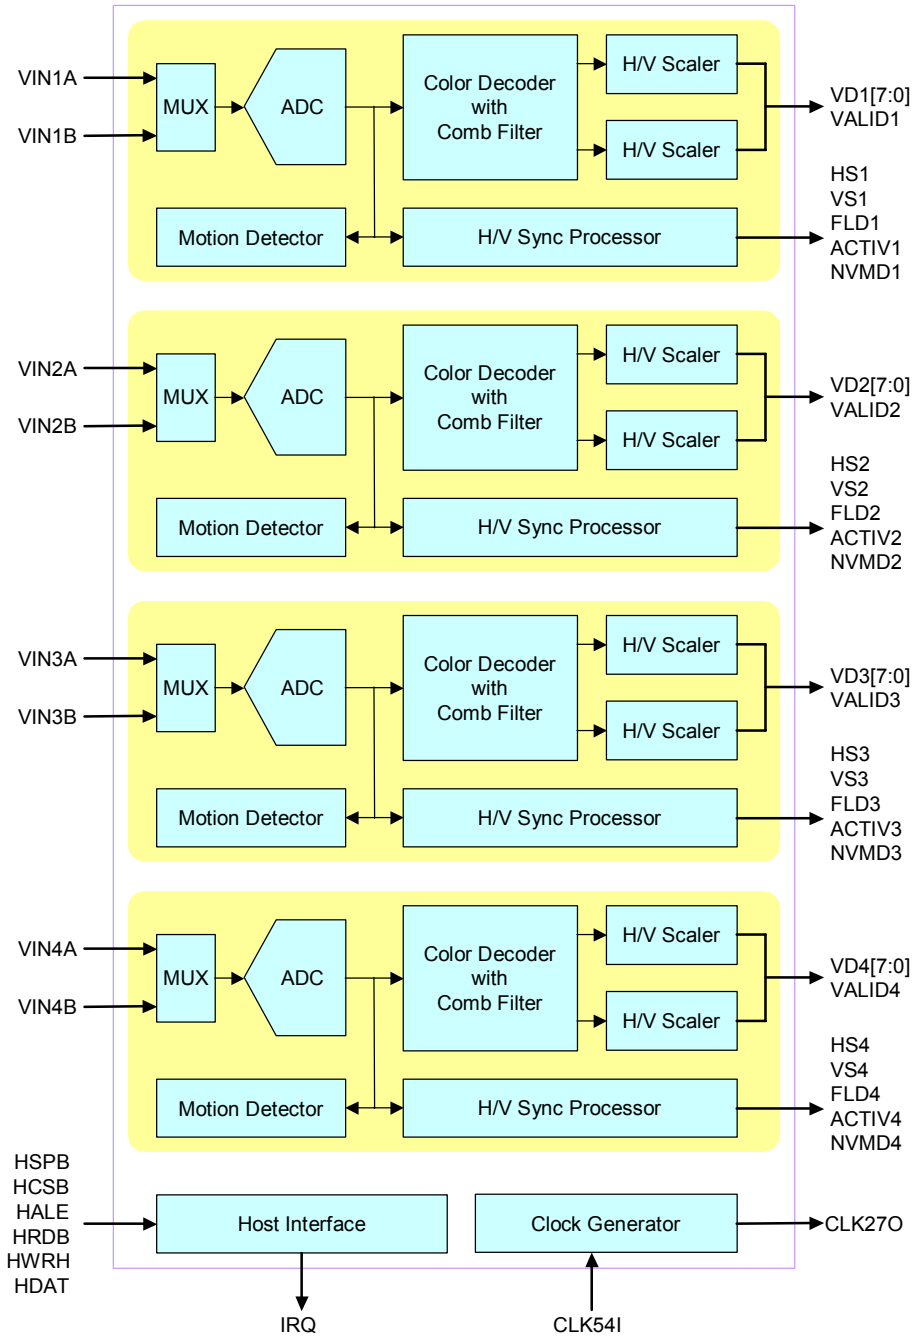 VIN1A
VIN1B
MUX
ADC
Color Decoder
with
Comb Filter
H/V Scaler
H/V Scaler
VD1[7:0]
VALID1
Motion Detector
H/V Sync Processor
HS1
VS1
FLD1
ACTIV1
NVMD1
VIN2A
VIN2B
MUX
ADC
Color Decoder
with
Comb Filter
H/V Scaler
H/V Scaler
VD2[7:0]
VALID2
Motion Detector
H/V Sync Processor
HS2
VS2
FLD2
ACTIV2
NVMD2
VIN3A
VIN3B
MUX
ADC
Color Decoder
with
Comb Filter
H/V Scaler
H/V Scaler
VD3[7:0]
VALID3
Motion Detector
H/V Sync Processor
HS3
VS3
FLD3
ACTIV3
NVMD3
VIN4A
VIN4B
MUX
ADC
Color Decoder
with
Comb Filter
H/V Scaler
H/V Scaler
VD4[7:0]
VALID4
Motion Detector
H/V Sync Processor
HS4
VS4
FLD4
ACTIV4
NVMD4
HSPB
HCSB
HALE
HRDB
HWRH
HDAT
Host Interface
Clock Generator
CLK27O
IRQ
CLK54I